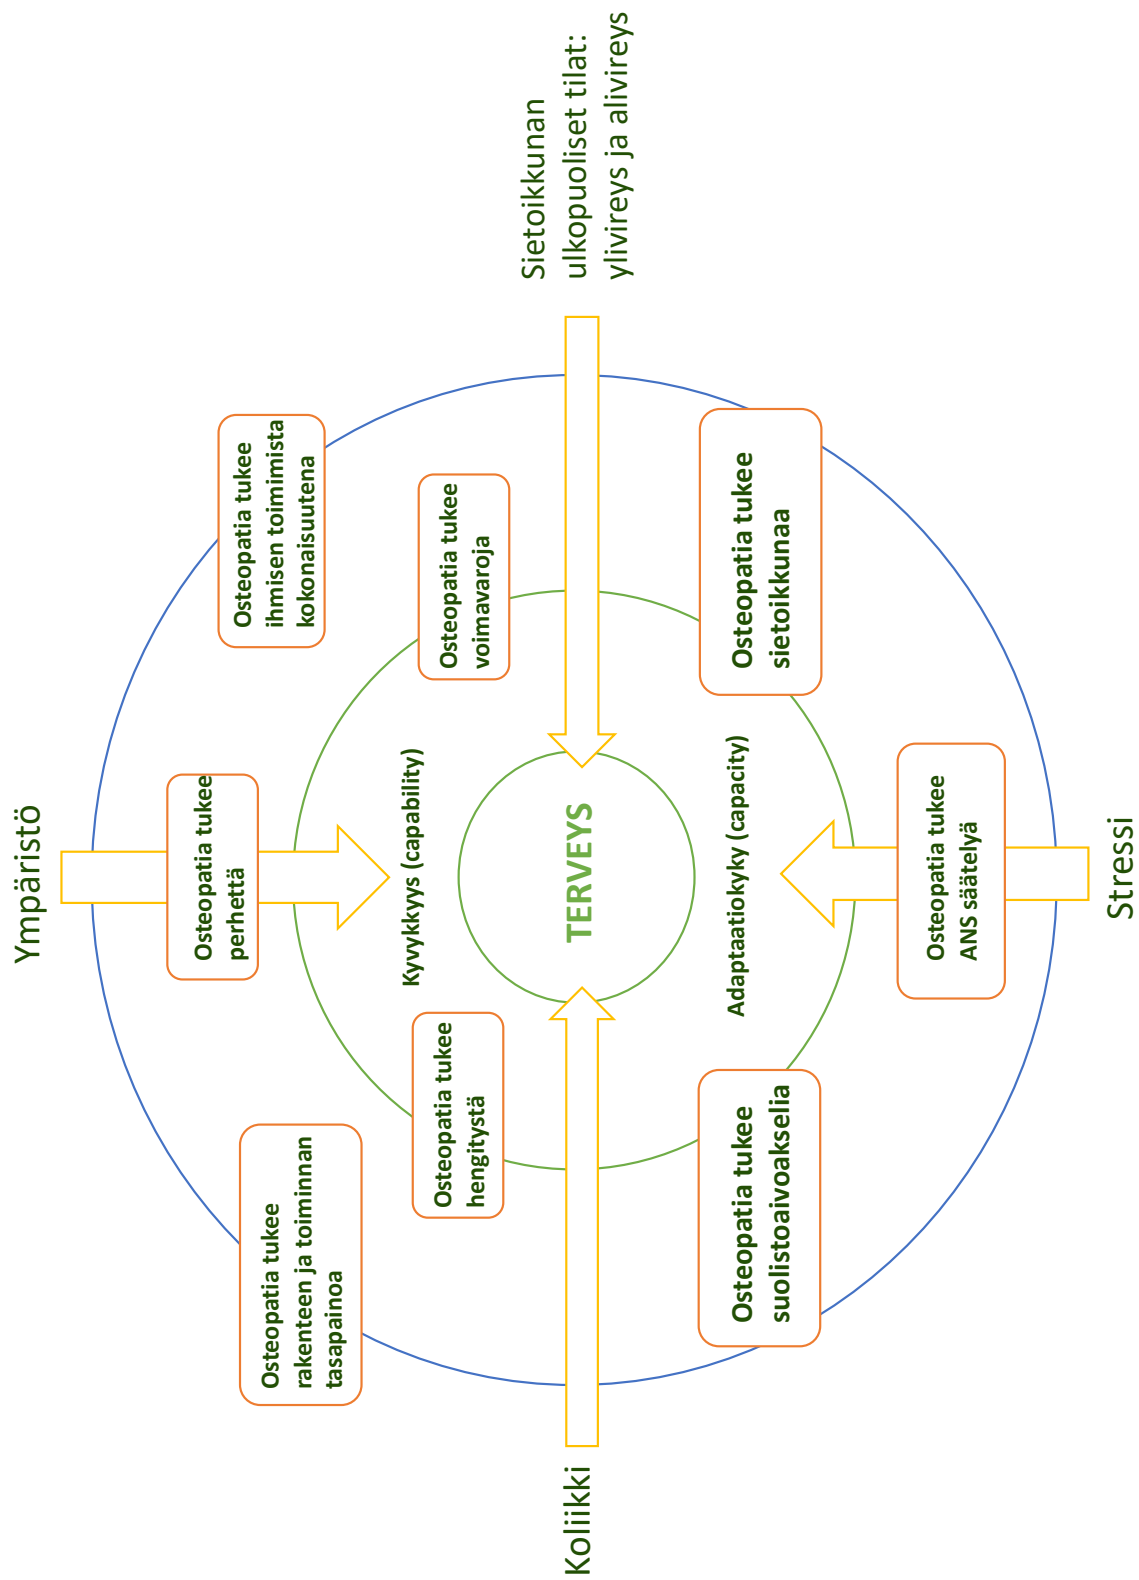 Ympäristö
Osteopatia tukee
rakenteen ja toiminnan
tasapainoa
Osteopatia tukee
perhettä
Osteopatia tukee
ihmisen toimimista
kokonaisuutena
Osteopatia tukee
hengitystä
Kyvykkyys (capability)
Osteopatia tukee
voimavaroja
Koliikki
TERVEYS
Sietoikkunan
ulkopuoliset tilat:
ylivireys ja alivireys
Adaptaatiokyky (capacity)
Osteopatia tukee
suolistoaivoakselia
Osteopatia tukee
sietoikkunaa
Osteopatia tukee
ANS säätelyä
Stressi